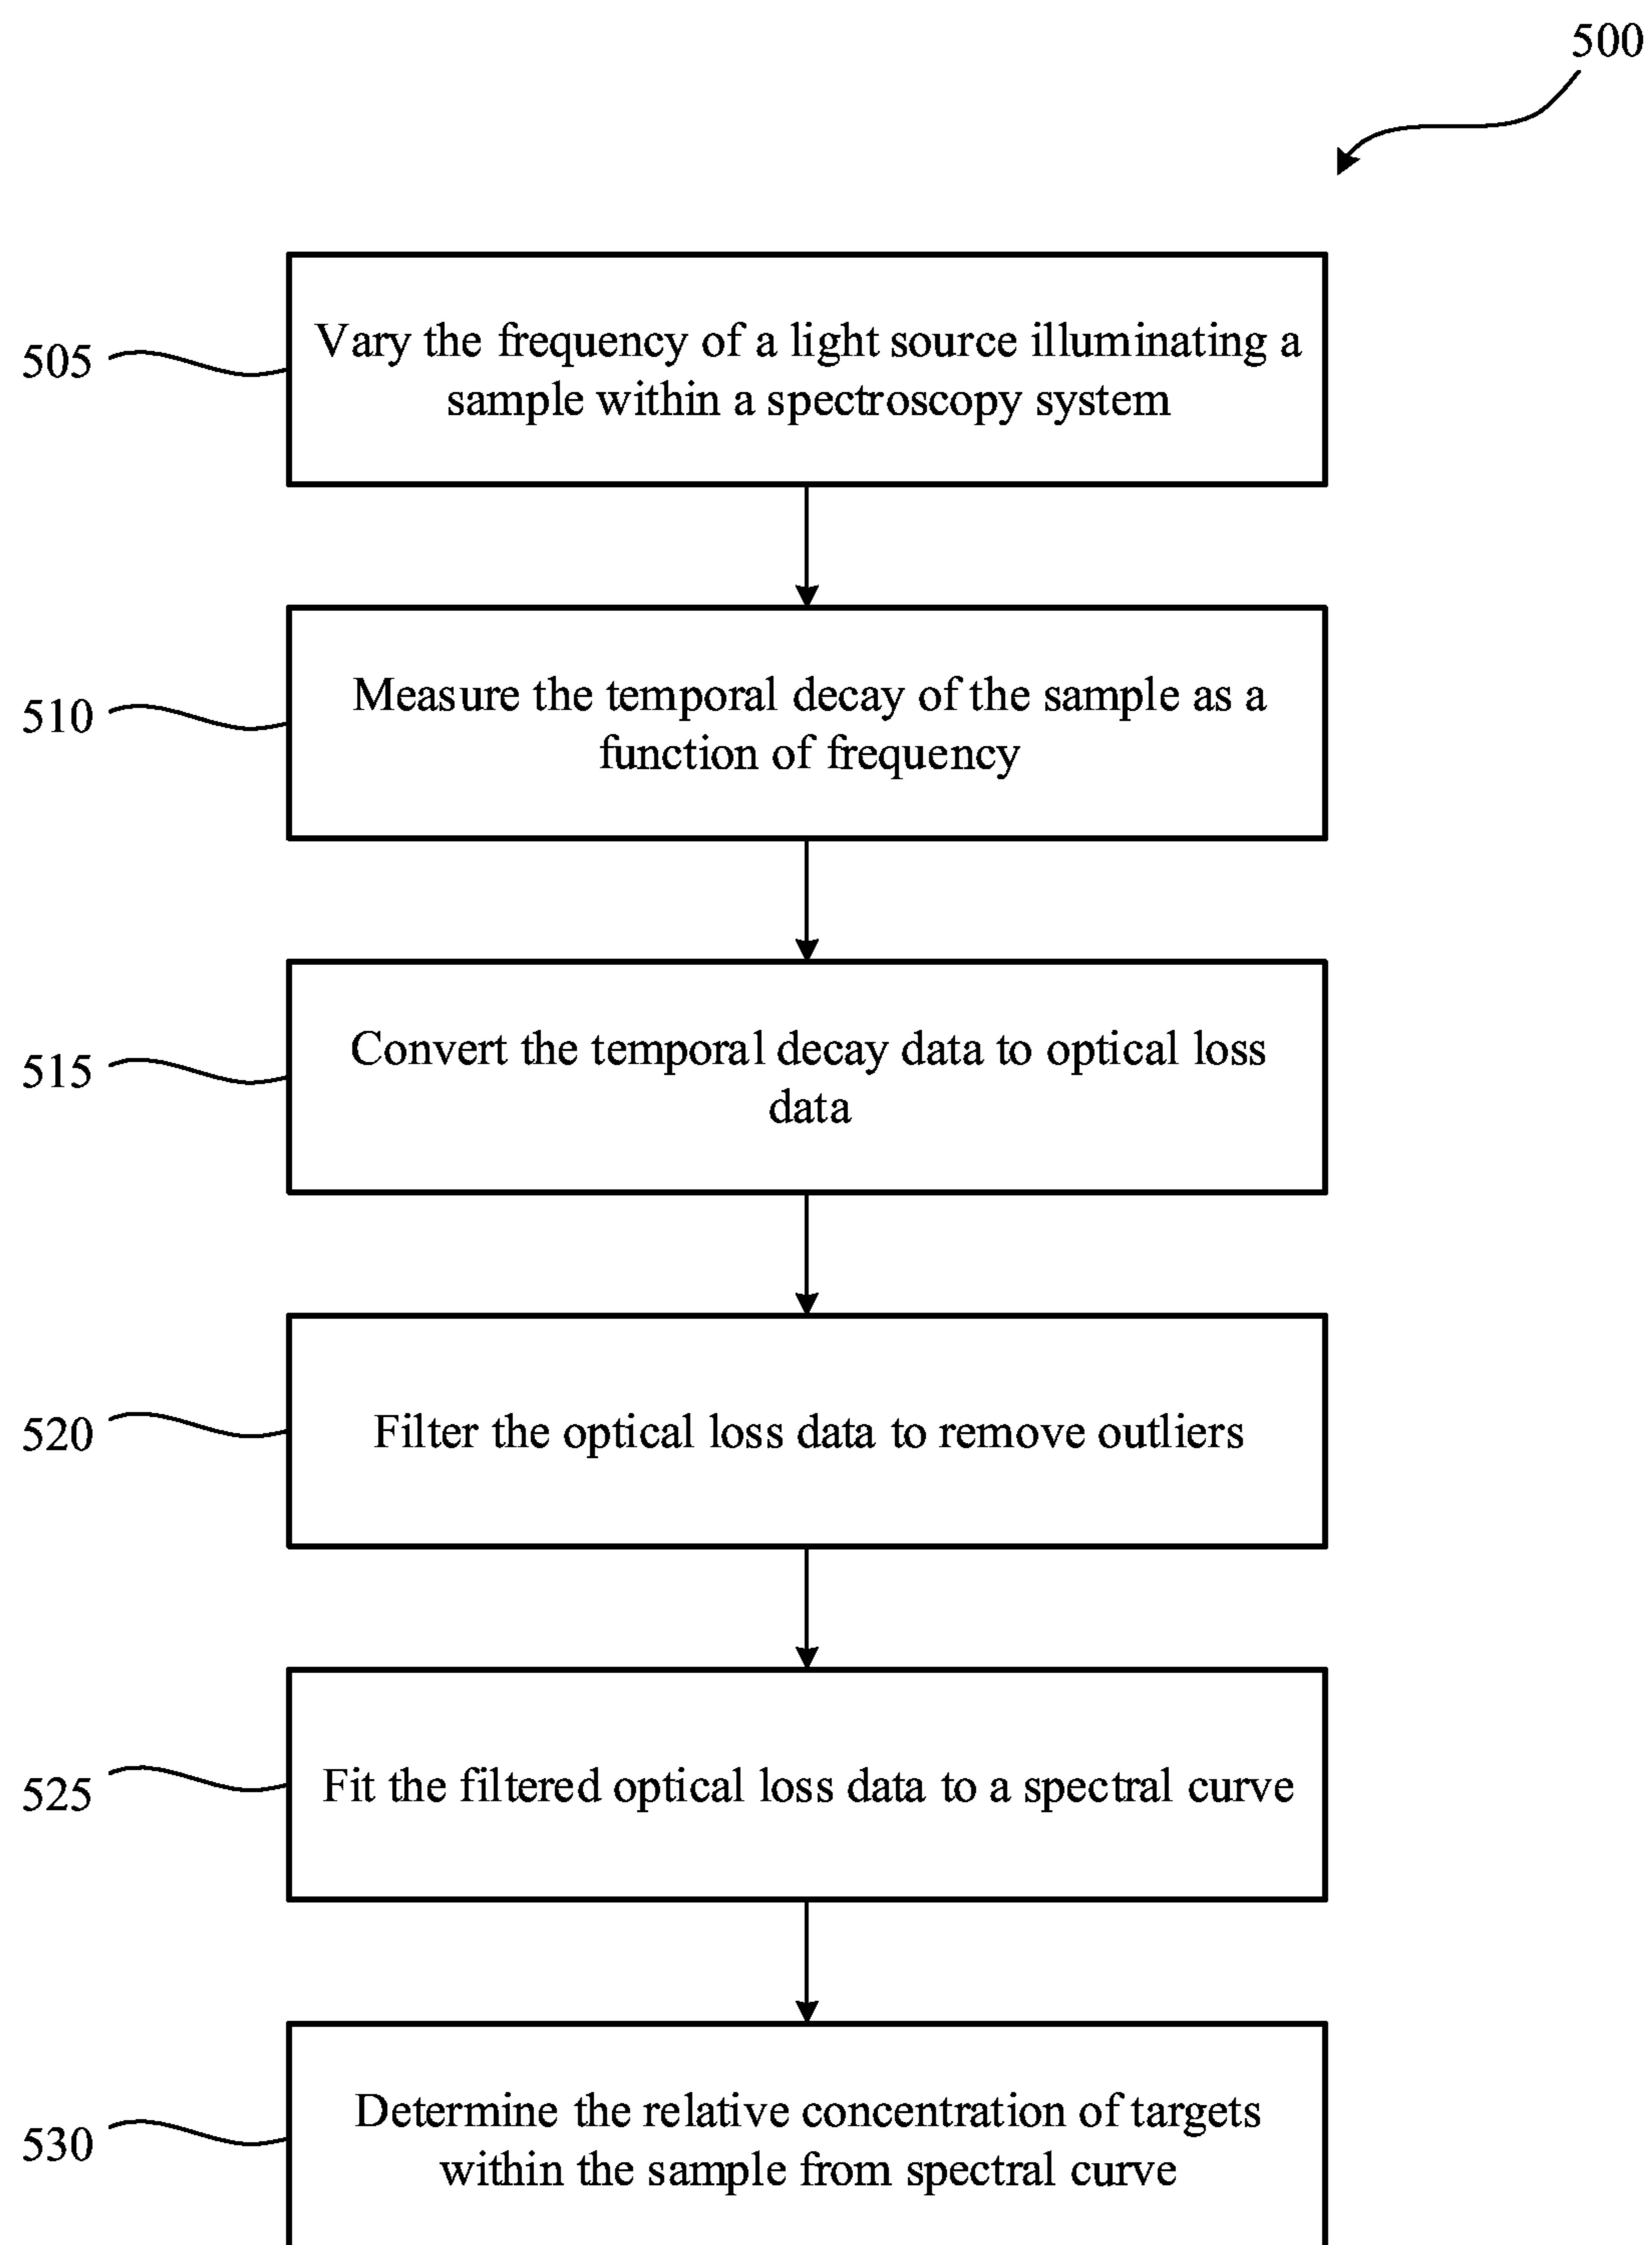 500
505
Vary the frequency of a light source illuminating a
sample within a spectroscopy system
510
Measure the temporal decay of the sample as a
function of frequency
515
Convert the temporal decay data to optical loss
data
520
Filter the optical loss data to remove outliers
525
Fit the filtered optical loss data to a spectral curve
530
Determine the relative concentration of targets
within the sample from spectral curve